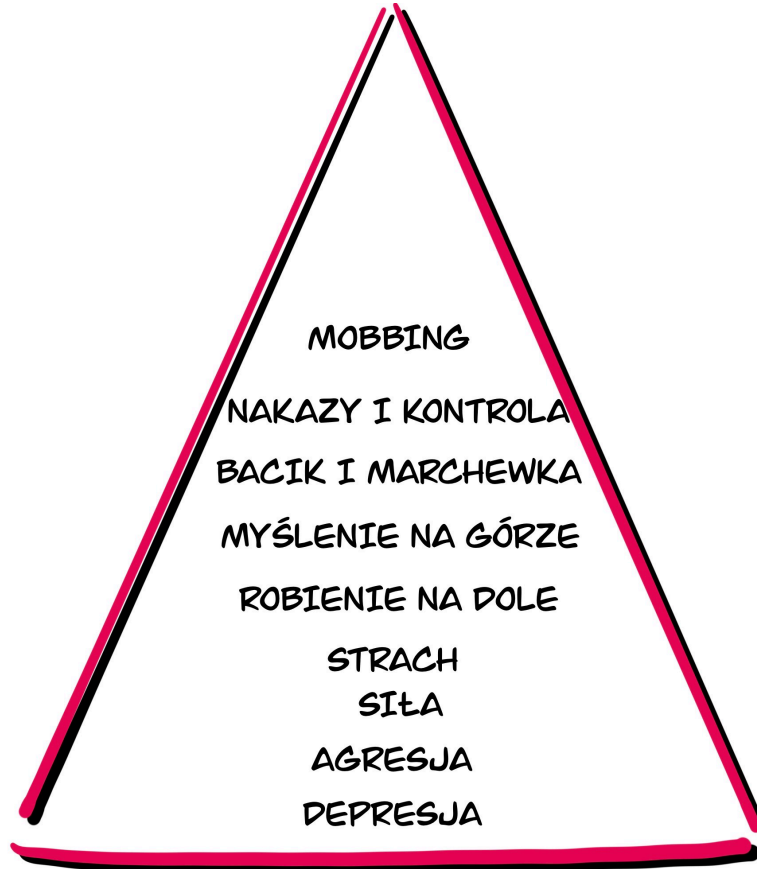 MOBBING
NAKAZY I KONTROLA
BACIK I MARCHEWKA
MYŚLENIE NA GÓRZE
ROBIENIE NA DOLE
STRACH
SIŁA
AGRESJA
DEPRESJA